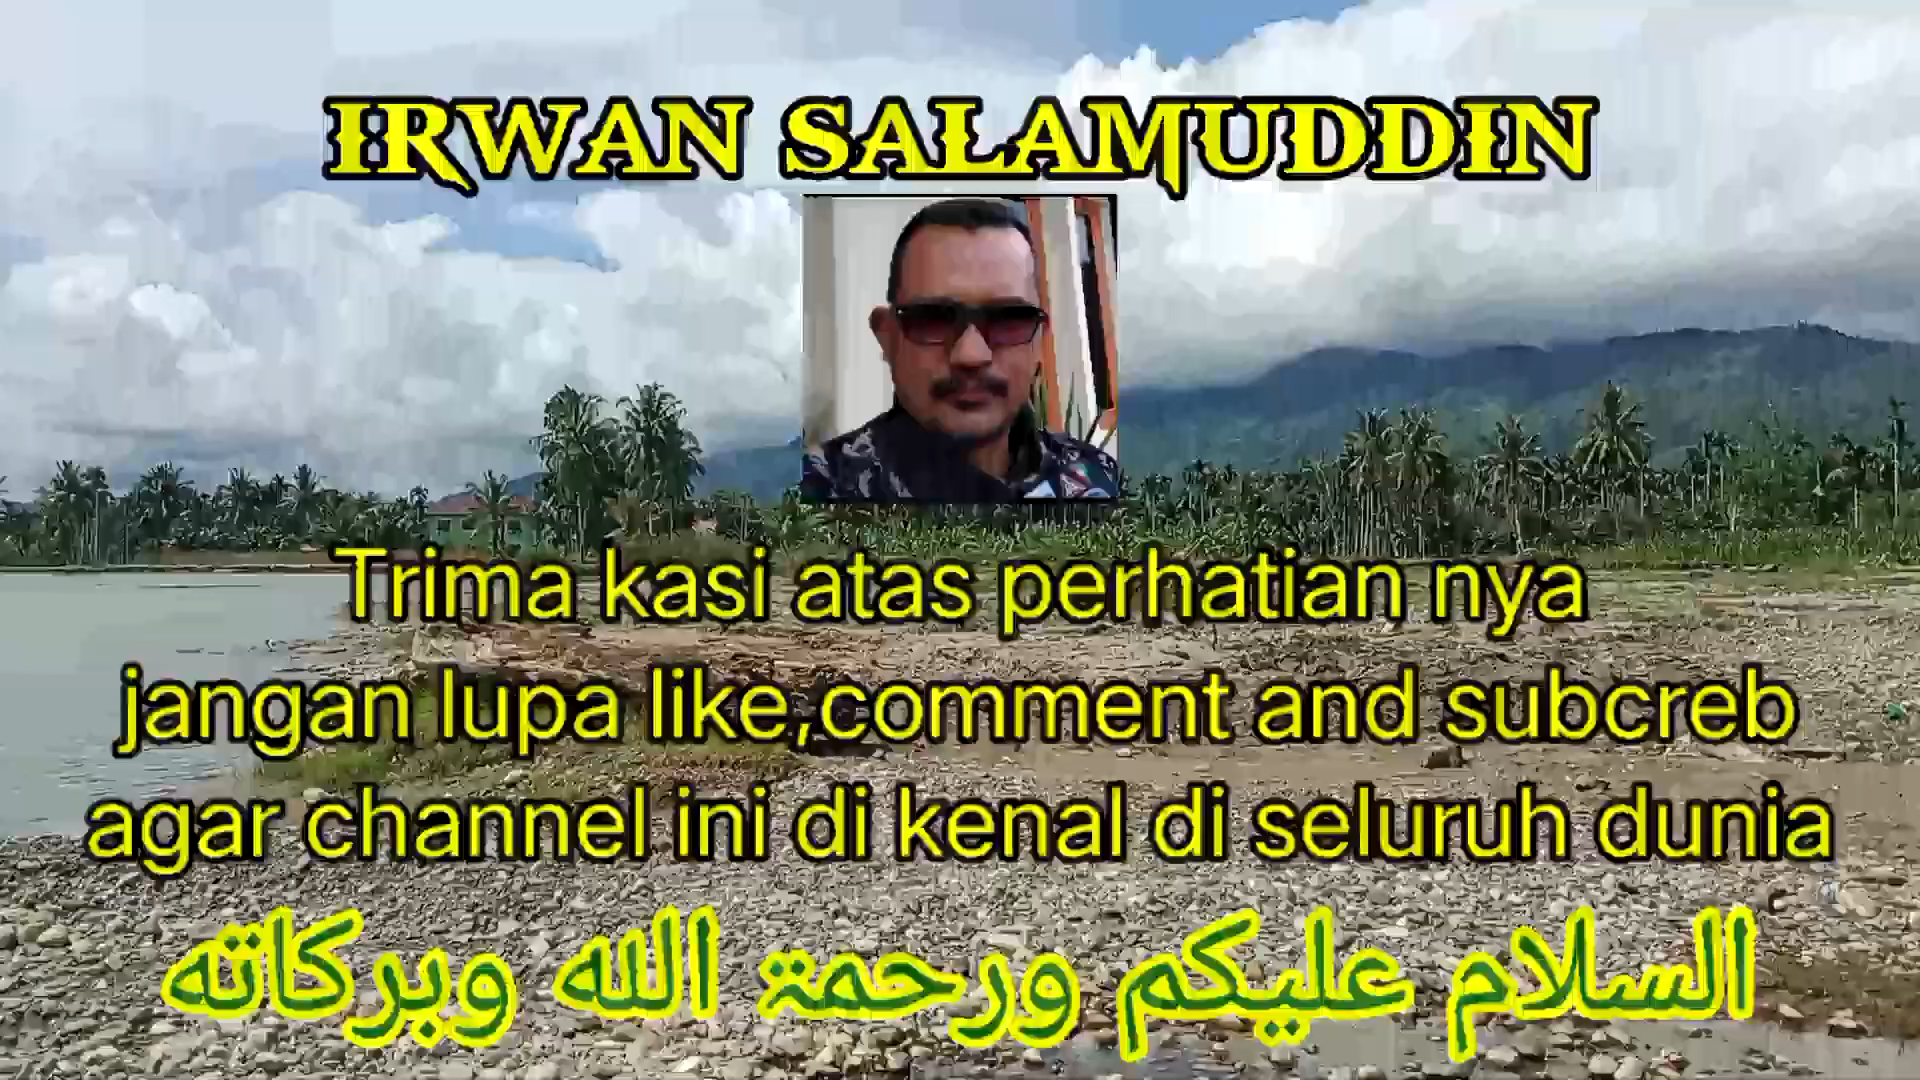 IRWAN SALAMUDDIN
Trima kasi atas perhatian nya
jangan lupa like,comment and subcreb
agar channel ini di kenal di seluruh dunia
السلام عليكم ورحمة الله وبركاته